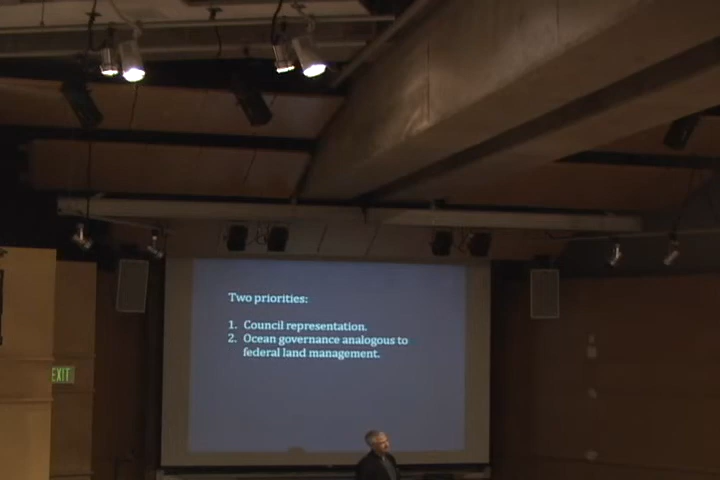 Two priorities:
1. Council representation.
2. Ocean governance analogous to
federal land management.
EXIT